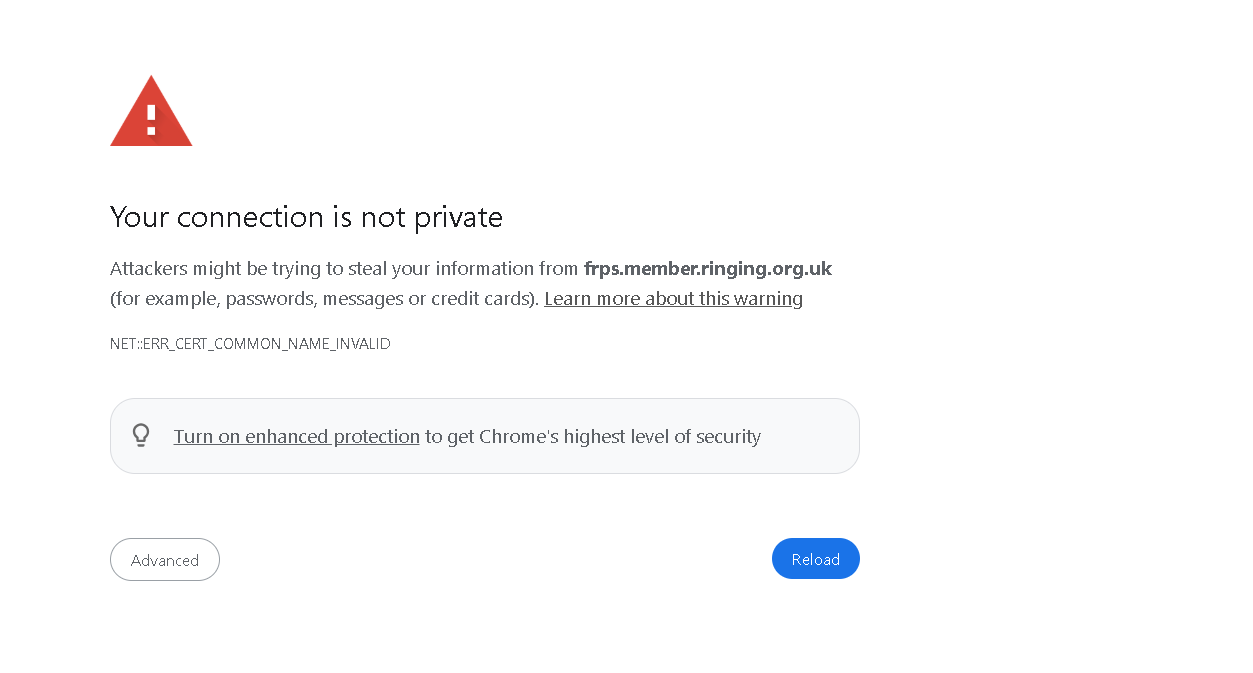 Your connection is not private
Attackers might be trying to steal your information from frps.member.ringing.org.uk
(for example, passwords, messages or credit cards). Learn more about this warning
NET::ERR_CERT_COMMON_NAME_INVALID
Turn on enhanced protection to get Chrome's highest level of security
Advanced
Reload